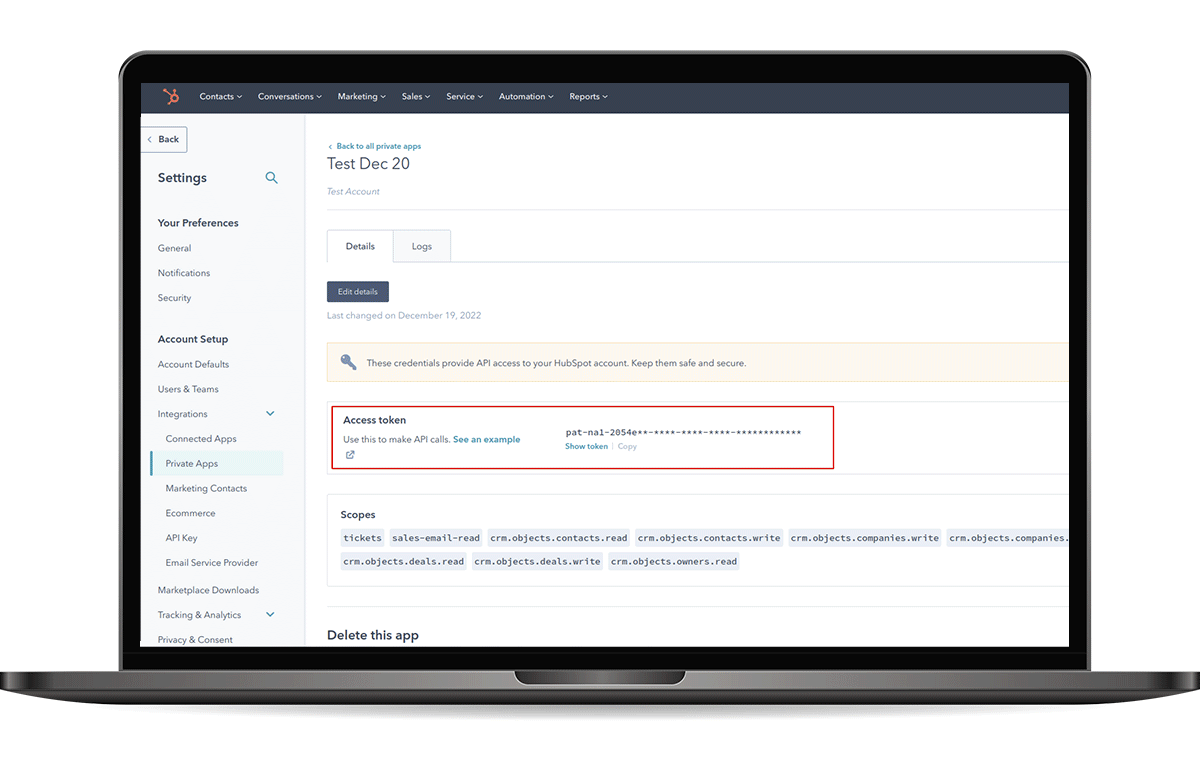 Contacts Conversations Marketing Sales Service Automation Reports
Back
Settings
Your Preferences
General
Notifications
Security
Account Setup
Account Defaults
Users & Teams
Integrations
Connected Apps
Private Apps
Marketing Contacts
Ecommerce
API Key
Email Service Provider
Marketplace Downloads
Tracking & Analytics
Privacy & Consent
Back to all private apps
Test Dec 20
Test Account
Details Logs
Edit details
Last changed on December 19, 2022
These credentials provide API access to your HubSpot account. Keep them safe and secure.
Access token
Use this to make API calls. See an example
pat-na1-2054e**-****-****-****-************
Show token | Copy
Scopes
tickets sales-email-read crm.objects.contacts.read crm.objects.contacts.write crm.objects.companies.write crm.objects.companies.
crm.objects.deals.read crm.objects.deals.write crm.objects.owners.read
Delete this app